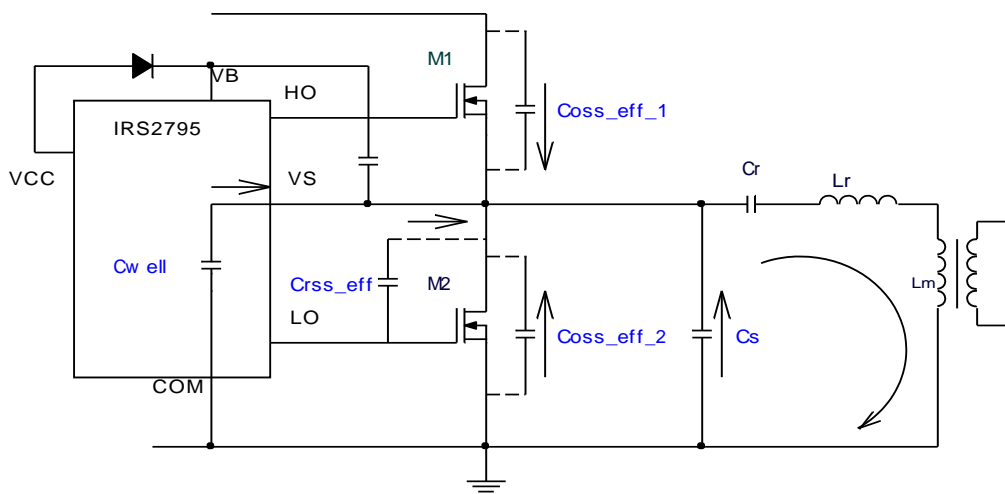 M1
VB
HO
Coss_eff_1
IRS2795
VCC
VS
Cr
Lr
Cw ell
Crss_eff
M2
Lm
LO
Coss_eff_2
Cs
COM